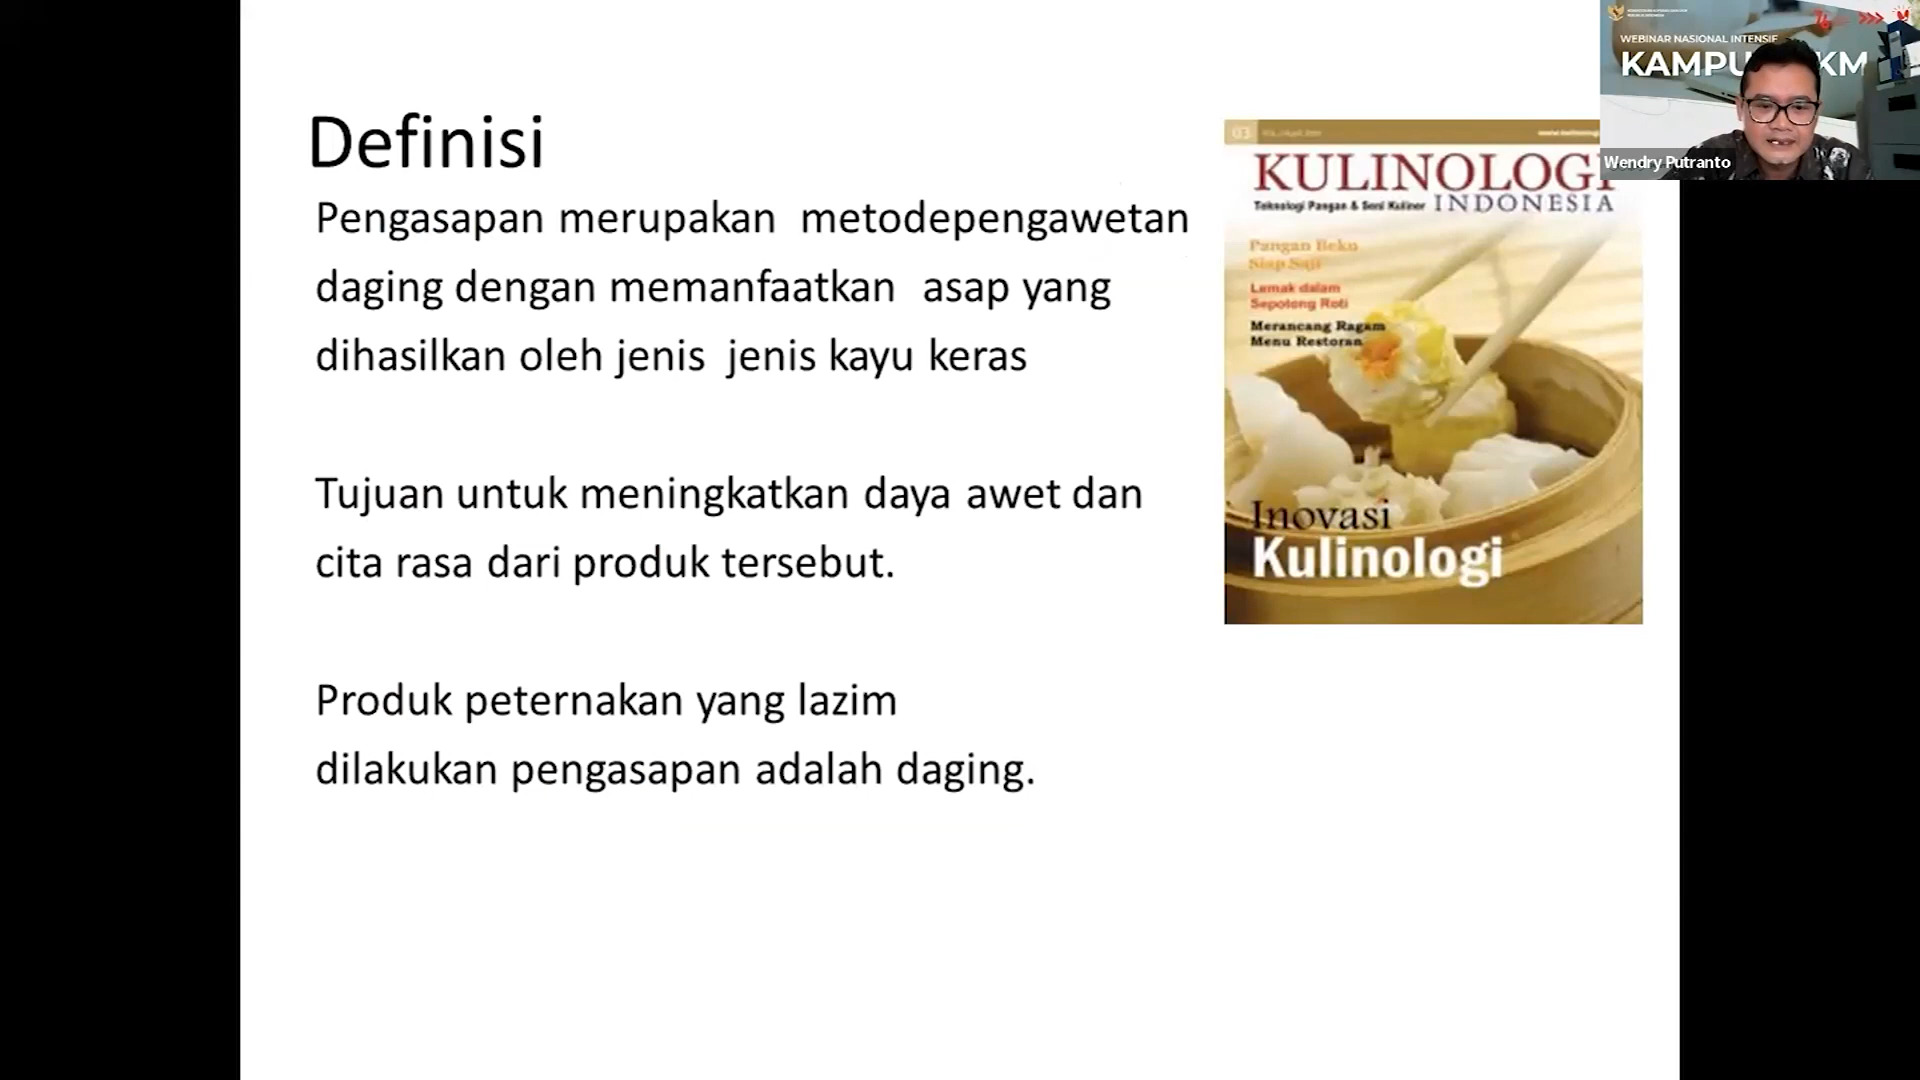 Definisi
Pengasapan merupakan metodepengawetan
daging dengan memanfaatkan asap yang
dihasilkan oleh jenis jenis kayu keras
Tujuan untuk meningkatkan daya awet dan
cita rasa dari produk tersebut.
Produk peternakan yang lazim
dilakukan pengasapan adalah daging.
03
KULINOLOGI
INDONESIA
Teknologi Pangan & Seni Kuliner
Pangan Beku
Siap Saji
Lemak dalam
Sepotong Roti
Merancang Ragam
Menu Restoran
Inovasi
Kulinologi
WEBINAR NASIONAL INTENSIF
KAMPU KM
Wendry Putranto